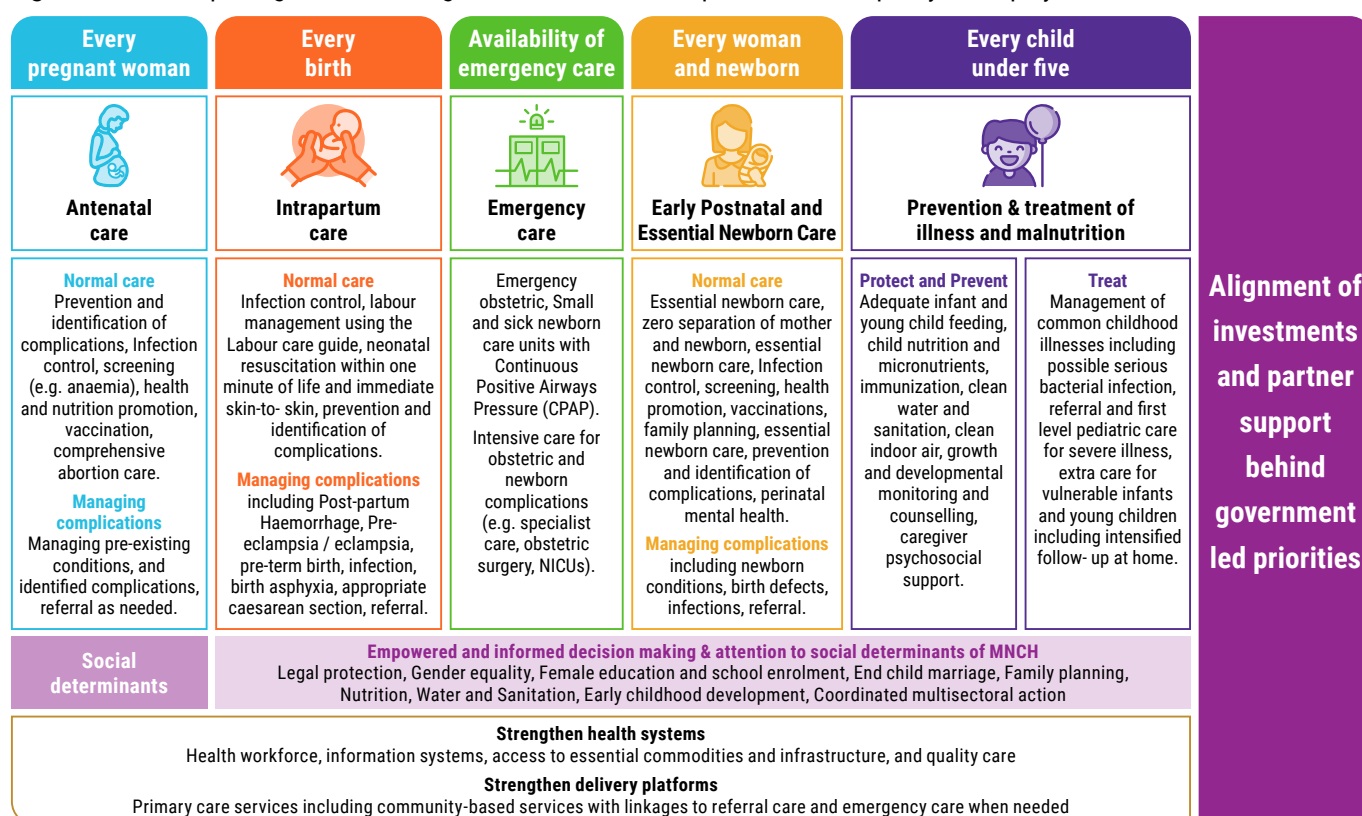 Every
pregnant woman
Every
birth
Availability of
emergency care
Every woman
and newborn
Every child
under five
Antenatal
care
Intrapartum
care
Emergency
care
Early Postnatal and
Essential Newborn Care
Prevention & treatment of
illness and malnutrition
Normal care
Prevention and
identification of
complications, Infection
control, screening
(e.g. anaemia), health
and nutrition promotion,
vaccination,
comprehensive
abortion care.
Managing
complications
Managing pre-existing
conditions, and
identified complications,
referral as needed.
Normal care
Infection control, labour
management using the
Labour care guide, neonatal
resuscitation within one
minute of life and immediate
skin-to- skin, prevention and
identification of
complications.
Managing complications
including Post-partum
Haemorrhage, Pre-
eclampsia / eclampsia,
pre-term birth, infection,
birth asphyxia, appropriate
caesarean section, referral.
Emergency
obstetric, Small
and sick newborn
care units with
Continuous
Positive Airways
Pressure (CPAP).
Intensive care for
obstetric and
newborn
complications
(e.g. specialist
care, obstetric
surgery, NICUs).
Normal care
Essential newborn care,
zero separation of mother
and newborn, essential
newborn care, Infection
control, screening, health
promotion, vaccinations,
family planning, essential
newborn care, prevention
and identification of
complications, perinatal
mental health.
Managing complications
including newborn
conditions, birth defects,
infections, referral.
Protect and Prevent
Adequate infant and
young child feeding,
child nutrition and
micronutrients,
immunization, clean
water and
sanitation, clean
indoor air, growth
and developmental
monitoring and
counselling,
caregiver
psychosocial
support.
Treat
Management of
common childhood
illnesses including
possible serious
bacterial infection,
referral and first
level pediatric care
for severe illness,
extra care for
vulnerable infants
and young children
including intensified
follow- up at home.
Alignment of
investments
and partner
support
behind
government
led priorities
Social
determinants
Empowered and informed decision making & attention to social determinants of MNCH
Legal protection, Gender equality, Female education and school enrolment, End child marriage, Family planning,
Nutrition, Water and Sanitation, Early childhood development, Coordinated multisectoral action
Strengthen health systems
Health workforce, information systems, access to essential commodities and infrastructure, and quality care
Strengthen delivery platforms
Primary care services including community-based services with linkages to referral care and emergency care when needed